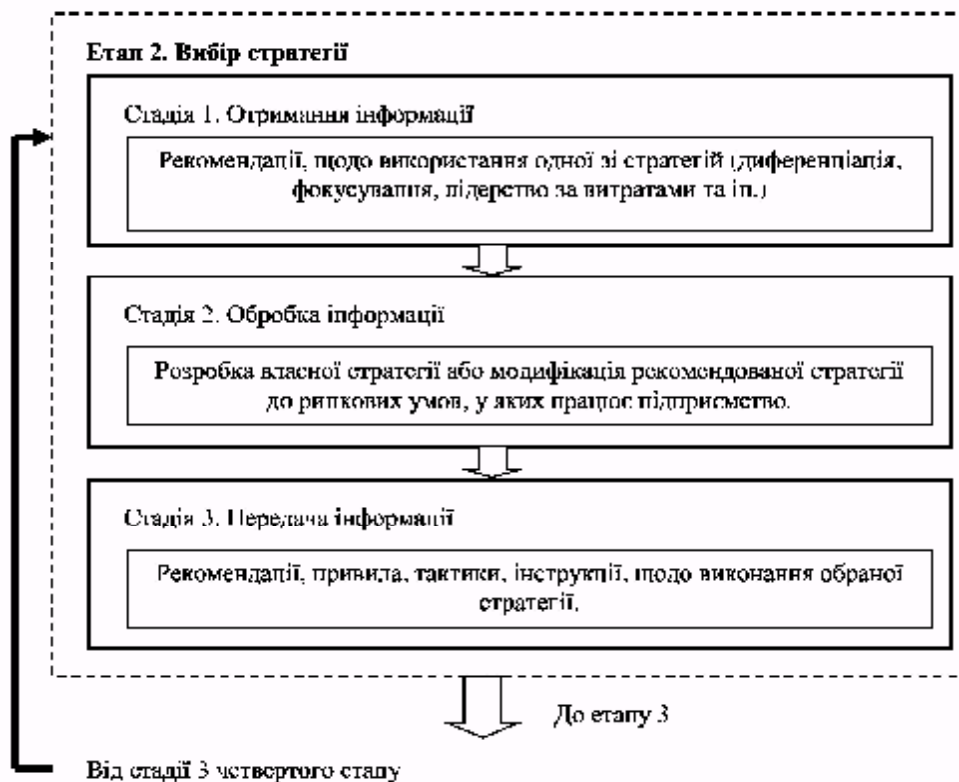 Етап 2. Вибір стратегії
Стадія 1. Отримання інформації
Рекомендації, щодо використання одної зі стратегій (диференціація,
фокусування, лідерство за витратами та ін.)
Стадія 2. Обробка інформації
Розробка власної стратегії або модифікація рекомендованої стратегії
до ринкових умов, у яких працює підприємство.
Стадія 3. Передача інформації
Рекомендації, правила, тактики, інструкції, щодо виконання обраної
стратегії.
До етапу 3
Від стадії 3 четвертого етапу